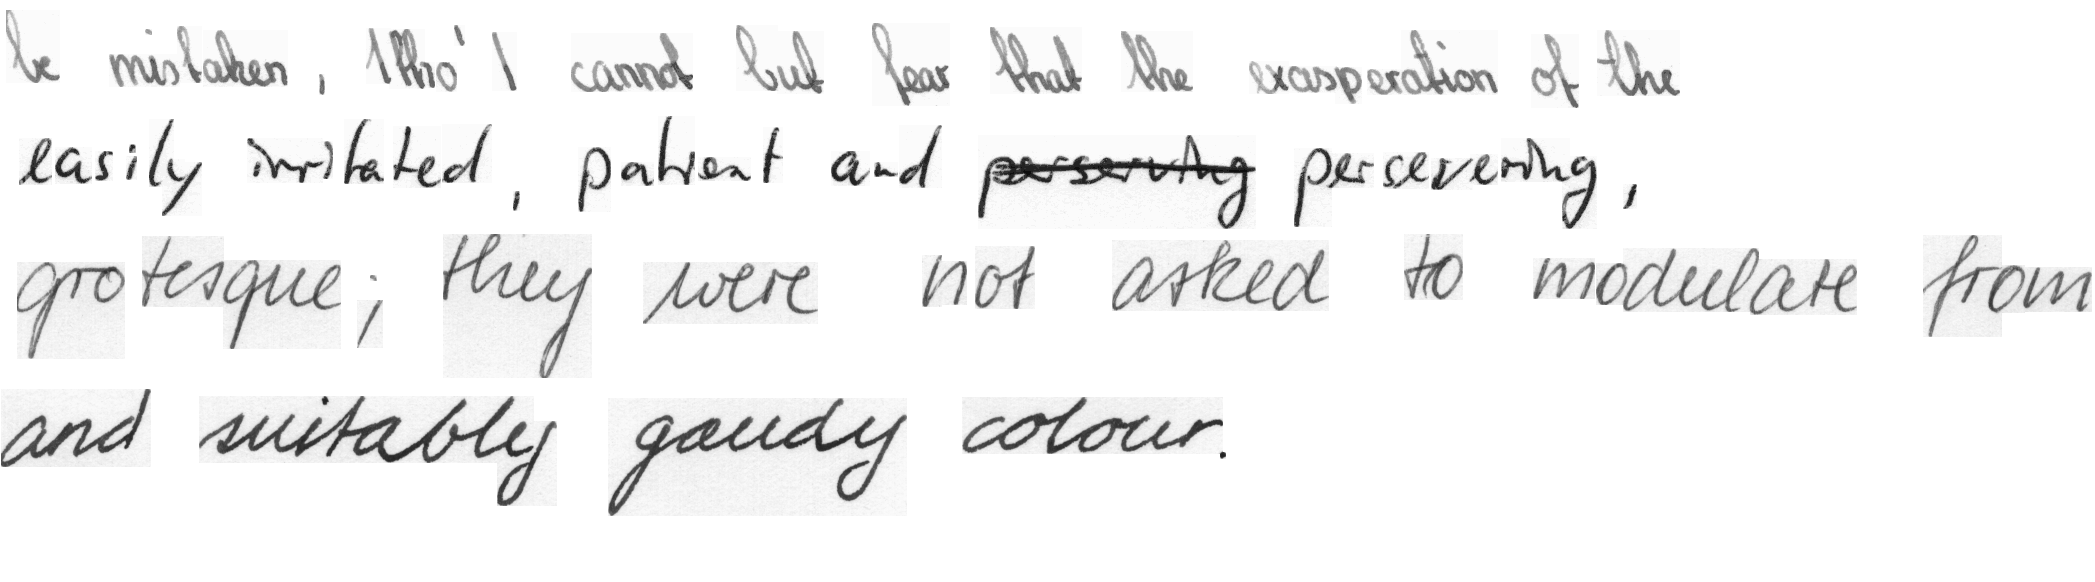 be mistaken, 'tho' I cannot but fear that the exasperation of the
easily irritated, patient and perserving persevering,
grotesque; they were not asked to modulate from
and suitably gaudy colour.